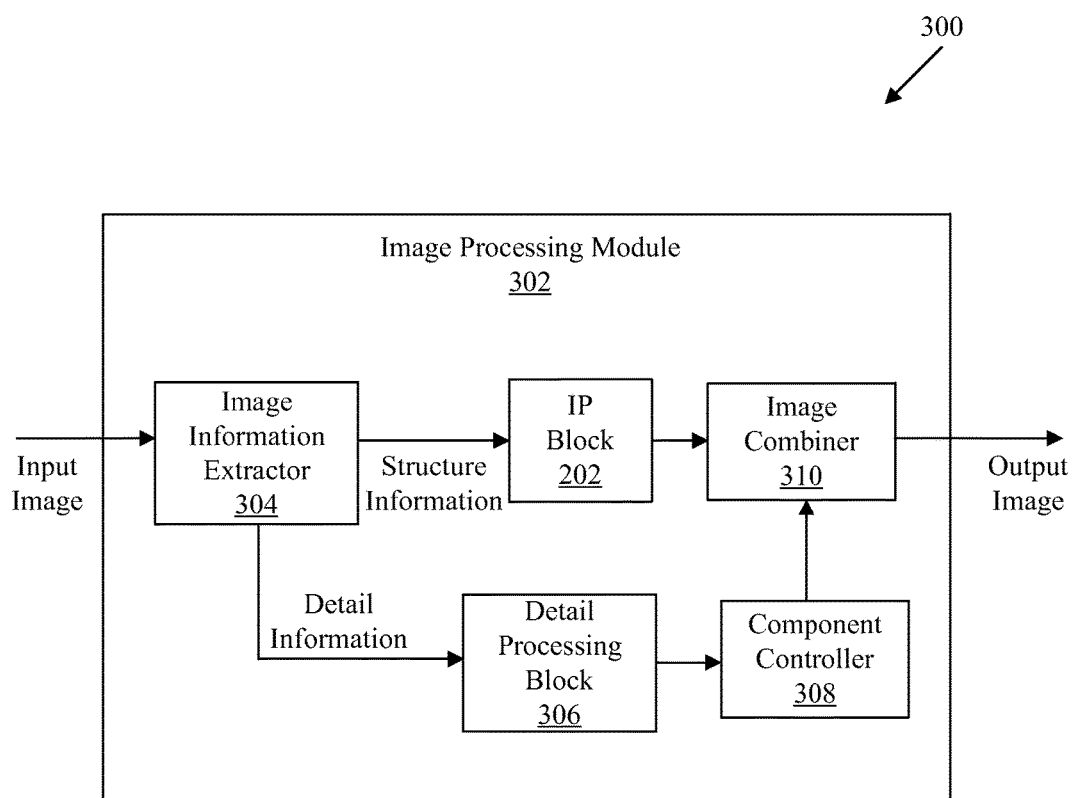 300
Image Processing Module
302
Image
Information
Extractor
304
IP
Block
202
Image
Combiner
310
Input
Image
Structure
Information
Output
Image
Detail
Information
Detail
Processing
Block
306
Component
Controller
308